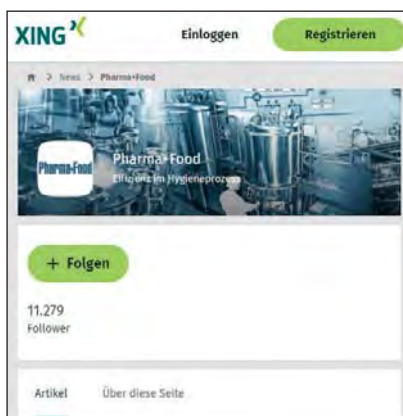 XING
Einloggen
Registrieren
> News > Pharma+Food
Pharma+Food
Pharma+Food
Effizienz im Hygieneprozess
+ Folgen
11.279
Follower
Artikel
Über diese Seite